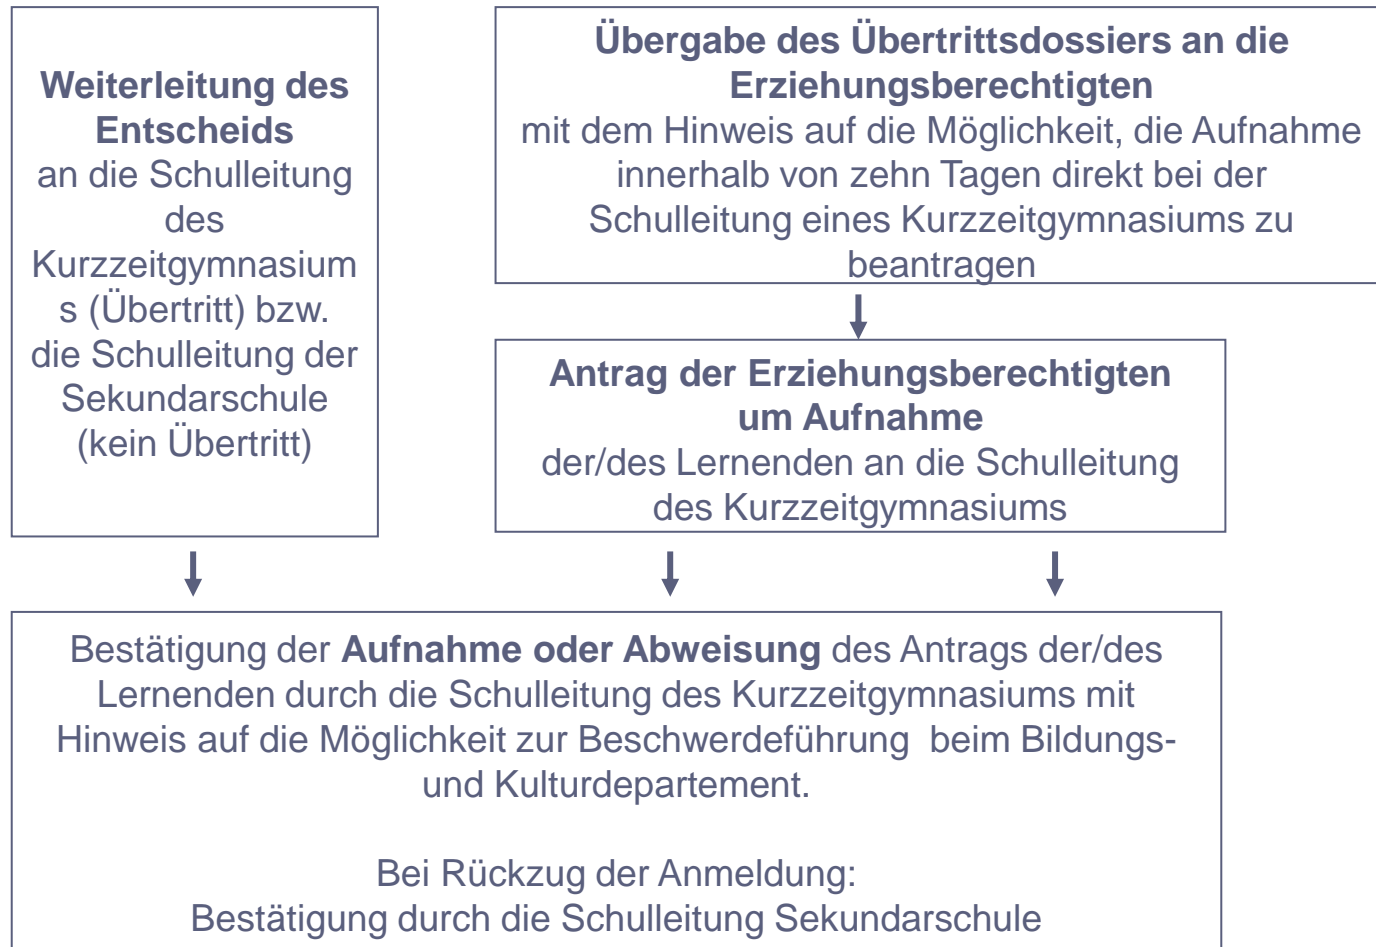 Weiterleitung des
Entscheids
an die Schulleitung
des
Kurzzeitgymnasium
s (Übertritt) bzw.
die Schulleitung der
Sekundarschule
(kein Übertritt)
Übergabe des Übertrittsdossiers an die
Erziehungsberechtigten
mit dem Hinweis auf die Möglichkeit, die Aufnahme
innerhalb von zehn Tagen direkt bei der
Schulleitung eines Kurzzeitgymnasiums zu
beantragen
Antrag der Erziehungsberechtigten
um Aufnahme
der/des Lernenden an die Schulleitung
des Kurzzeitgymnasiums
Bestätigung der Aufnahme oder Abweisung des Antrags der/des
Lernenden durch die Schulleitung des Kurzzeitgymnasiums mit
Hinweis auf die Möglichkeit zur Beschwerdeführung  beim Bildungs-
und Kulturdepartement.
Bei Rückzug der Anmeldung:
Bestätigung durch die Schulleitung Sekundarschule